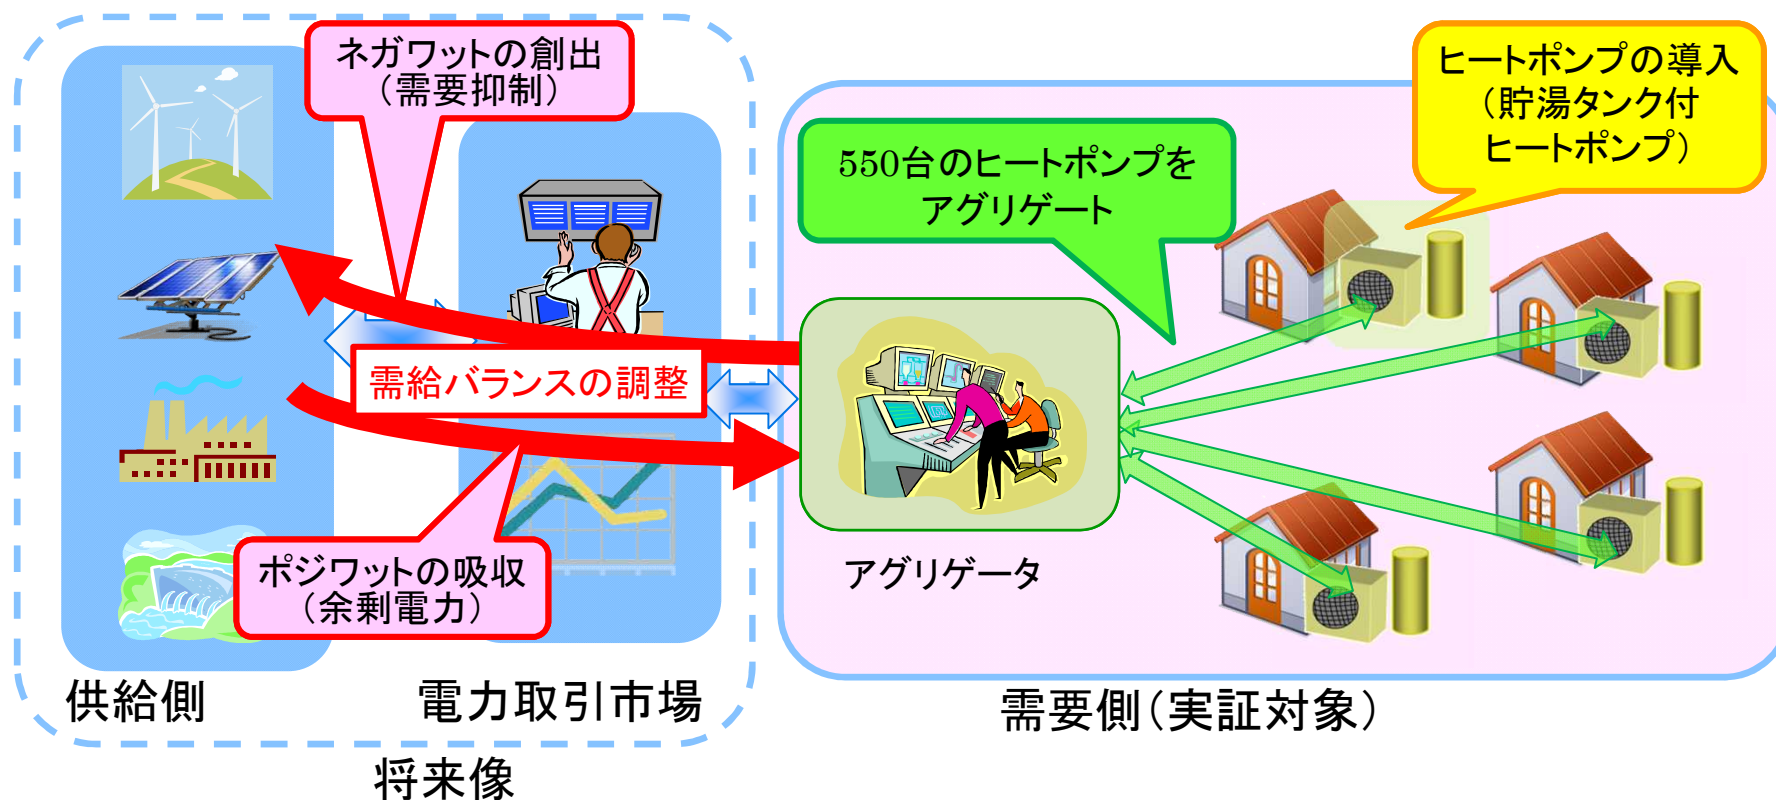 ネガワットの創出
（需要抑制）
ヒートポンプの導入
（貯湯タンク付
ヒートポンプ）
550台のヒートポンプを
アグリゲート
需給バランスの調整
ポジワットの吸収
（余剰電力）
アグリゲータ
供給側
電力取引市場
需要側（実証対象）
将来像